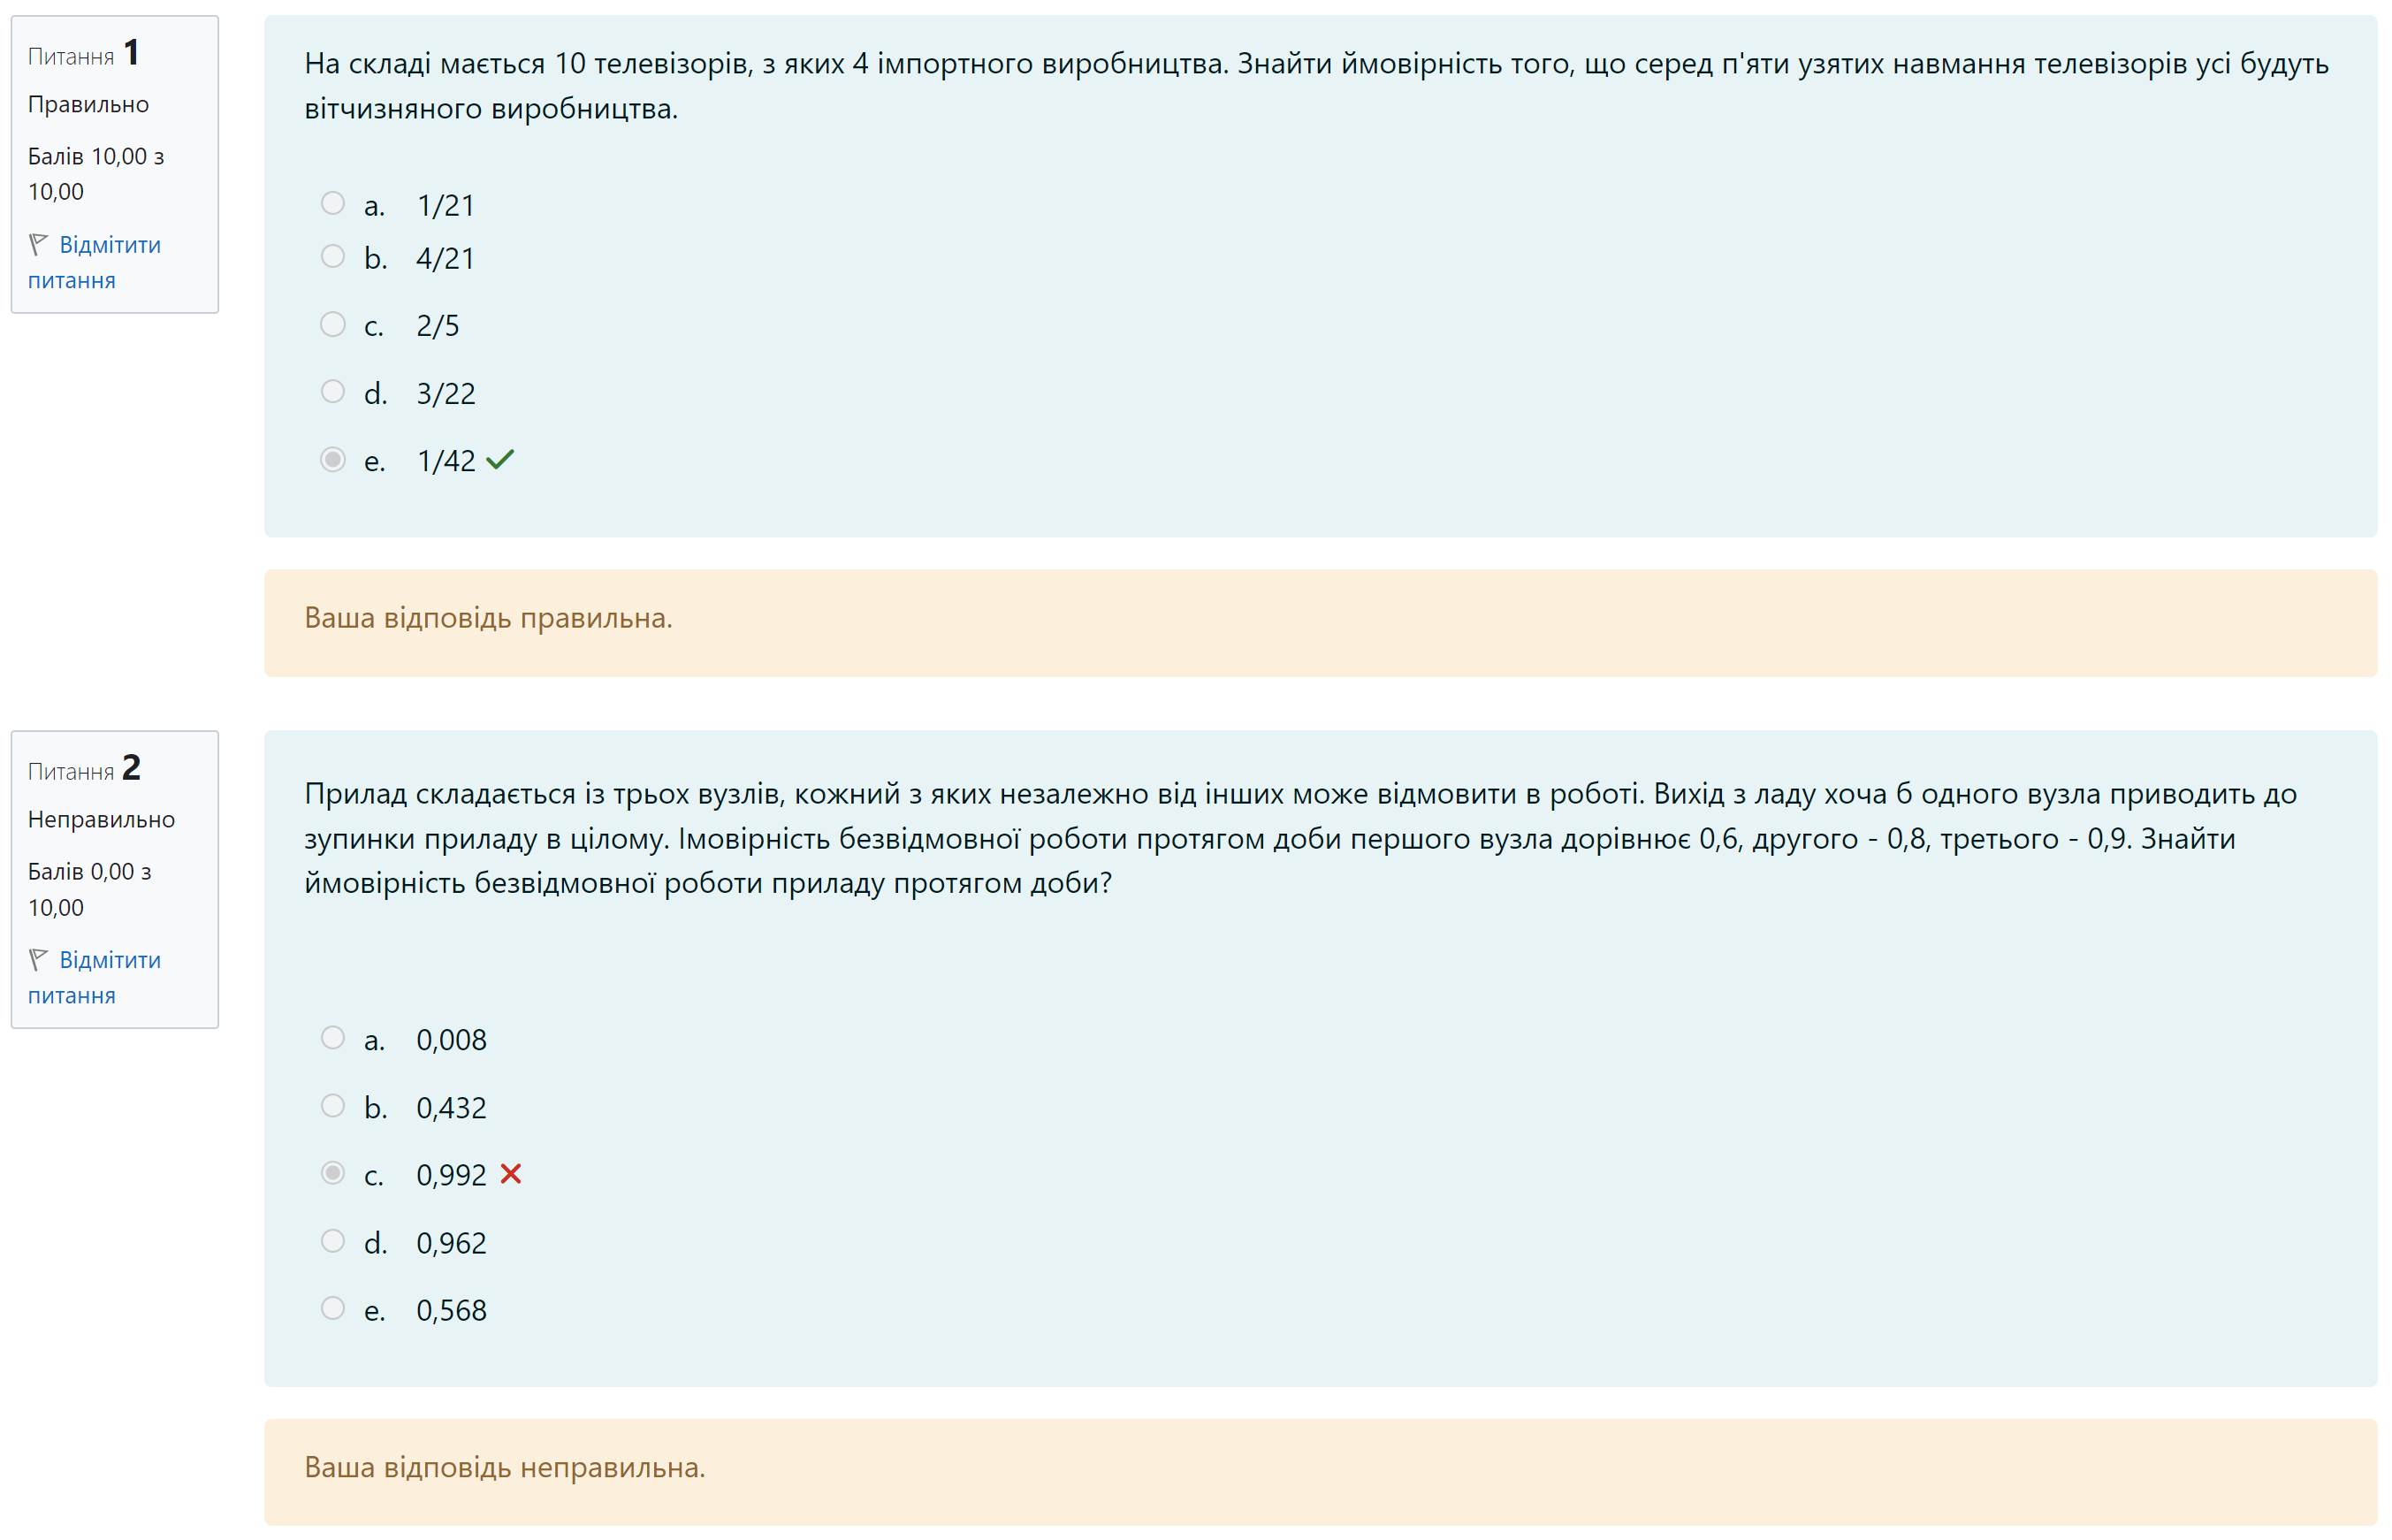 Питання 1
Правильно
Балів 10,00 з
10,00
Відмітити
питання
На складі мається 10 телевізорів, з яких 4 імпортного виробництва. Знайти ймовірність того, що серед п'яти узятих навмання телевізорів усі будуть
вітчизняного виробництва.
a. 1/21
b. 4/21
c. 2/5
d. 3/22
e. 1/42
Ваша відповідь правильна.
Питання 2
Неправильно
Балів 0,00 з
10,00
Відмітити
питання
Прилад складається із трьох вузлів, кожний з яких незалежно від інших може відмовити в роботі. Вихід з ладу хоча б одного вузла приводить до
зупинки приладу в цілому. Імовірність безвідмовної роботи протягом доби першого вузла дорівнює 0,6, другого - 0,8, третього - 0,9. Знайти
ймовірність безвідмовної роботи приладу протягом доби?
a. 0,008
b. 0,432
c. 0,992
d. 0,962
e. 0,568
Ваша відповідь неправильна.